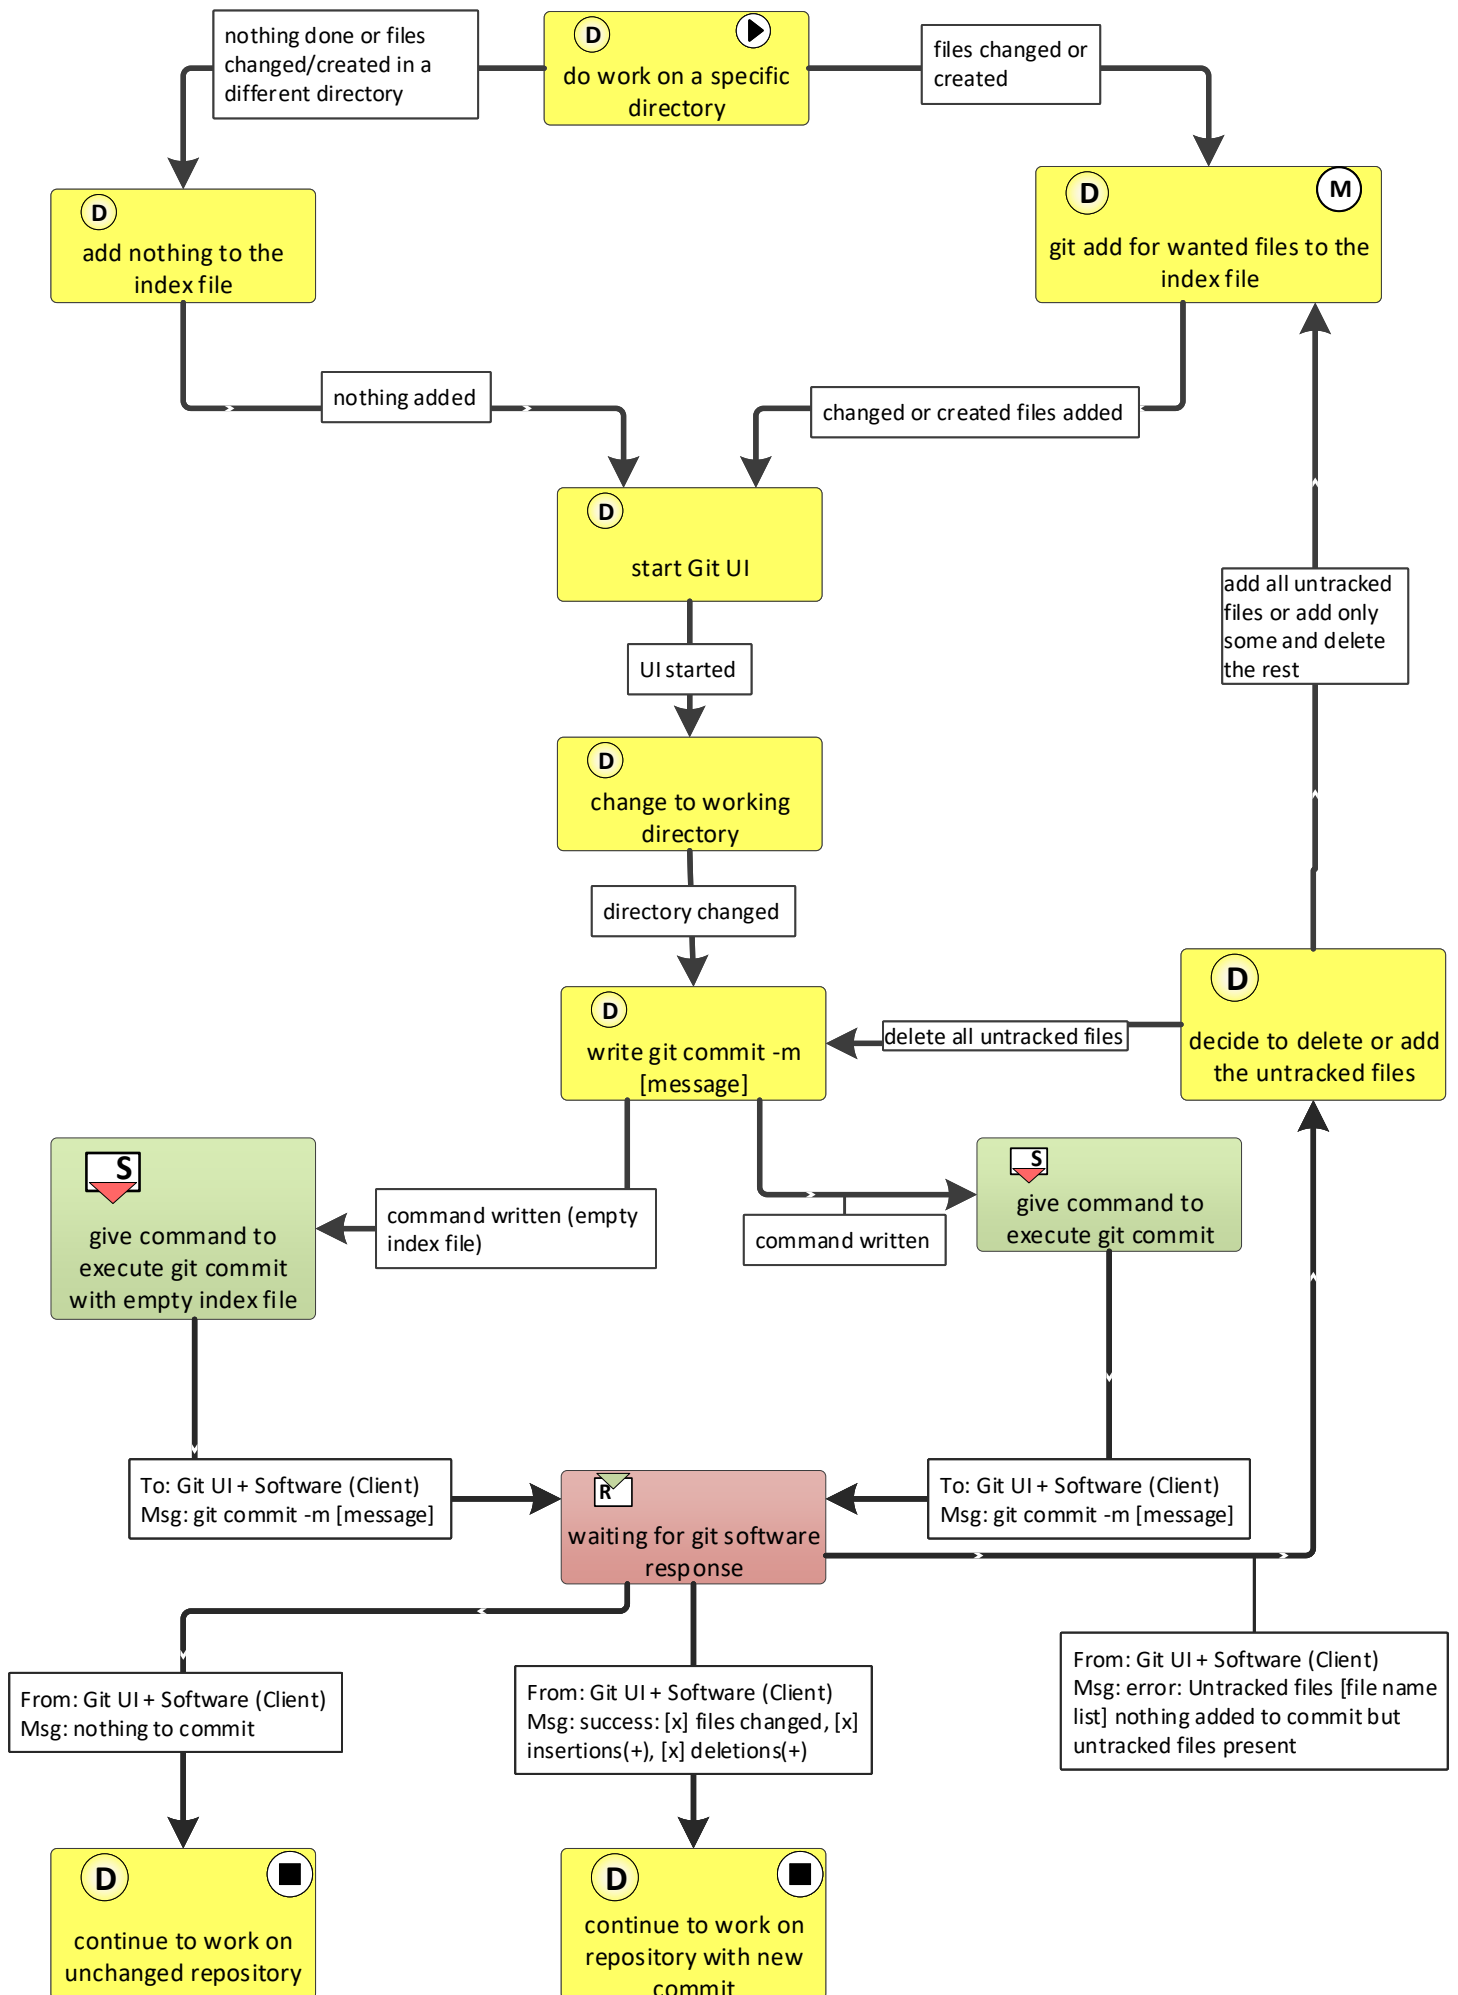 nothing done or files
changed/created in a
different directory
D
do work on a specific
directory
files changed or
created
D
add nothing to the
index file
D
M
git add for wanted files to the
index file
nothing added
changed or created files added
D
start Git UI
add all untracked
files or add only
some and delete
the rest
UI started
D
change to working
directory
directory changed
D
write git commit -m
[message]
delete all untracked files
D
decide to delete or add
the untracked files
S
give command to
execute git commit
with empty index file
command written (empty
index file)
command written
S
give command to
execute git commit
To: Git UI + Software (Client)
Msg: git commit -m [message]
R
waiting for git software
response
To: Git UI + Software (Client)
Msg: git commit -m [message]
From: Git UI + Software (Client)
Msg: nothing to commit
From: Git UI + Software (Client)
Msg: success: [x] files changed, [x]
insertions(+), [x] deletions(+)
From: Git UI + Software (Client)
Msg: error: Untracked files [file name
list] nothing added to commit but
untracked files present
D
continue to work on
unchanged repository
D
continue to work on
repository with new
commit